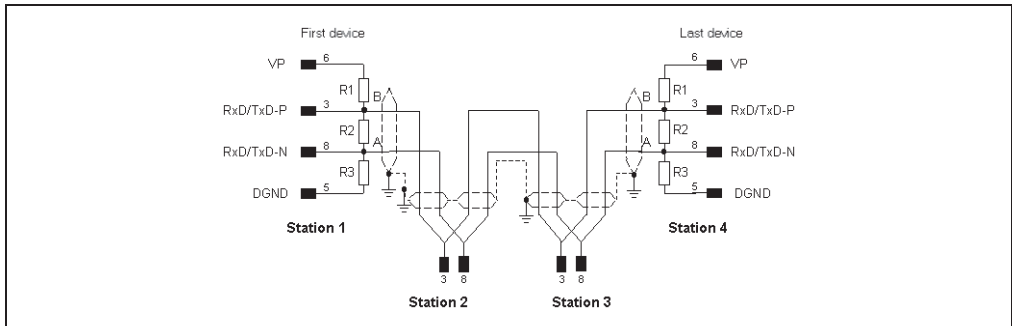 First device
Last device
VP 6
6 VP
R1 B
B R1
RxD/TxD-P 3
3 RxD/TxD-P
R2
R2
RxD/TxD-N 8 A
A 8 RxD/TxD-N
R3
R3
DGND 5
5 DGND
Station 1
Station 4
3 8
3 8
Station 2
Station 3